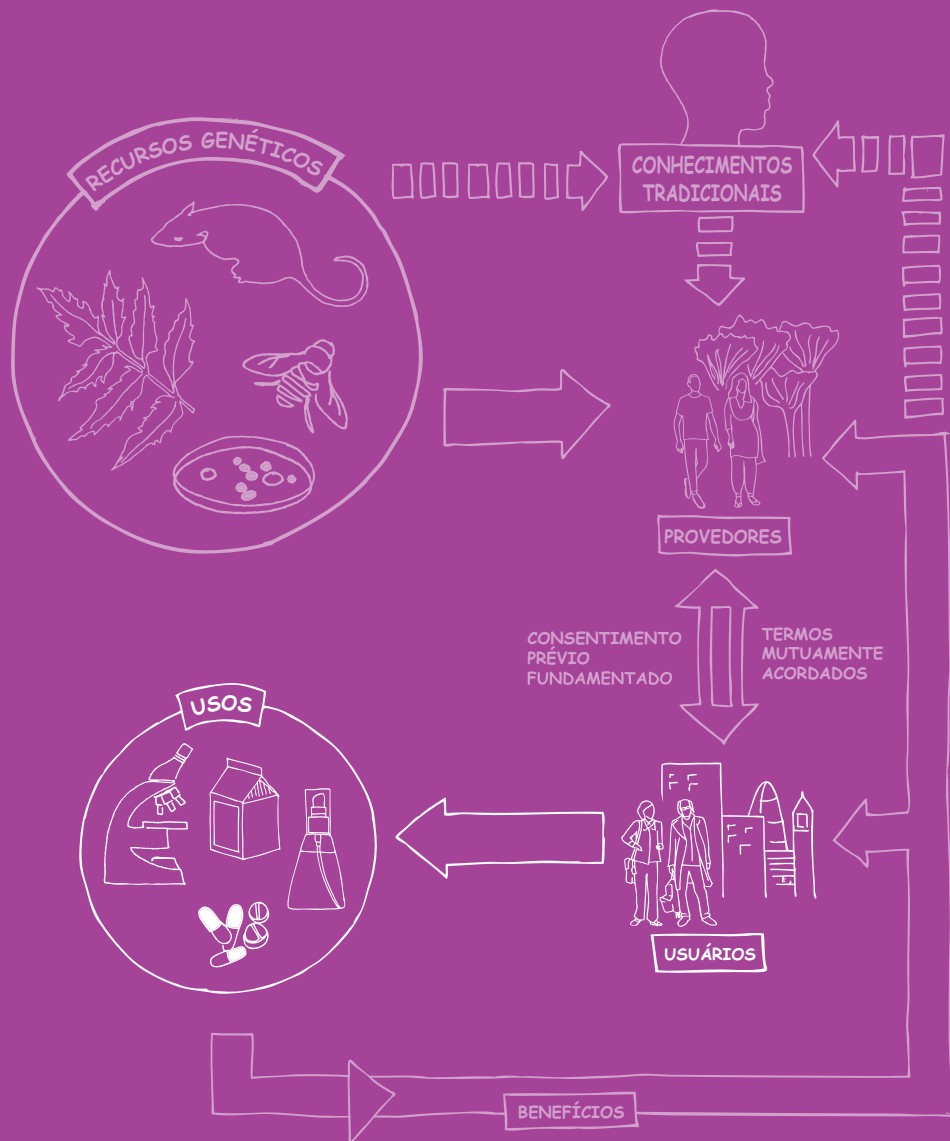 RECURSOS GENÉTICOS
CONHECIMENTOS
TRADICIONAIS
PROVEDORES
CONSENTIMENTO
PRÉVIO
FUNDAMENTADO
TERMOS
MUTUAMENTE
ACORDADOS
USOS
USUÁRIOS
BENEFÍCIOS